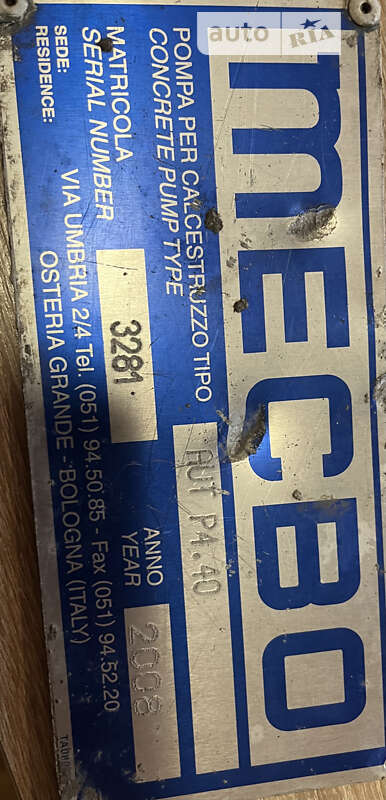 auto RIA
mECBO
POMPA PER CALCESTRUZZO TIPO
CONCRETE PUMP TYPE
AUT P4.40
MATRICOLA
SERIAL NUMBER
3281
ANNO
YEAR
2008
SEDE:
RESIDENCE:
VIA UMBRIA 2/4 Tel. (051) 94.50.85 - Fax (051) 94.52.20
OSTERIA GRANDE - BOLOGNA (ITALY)